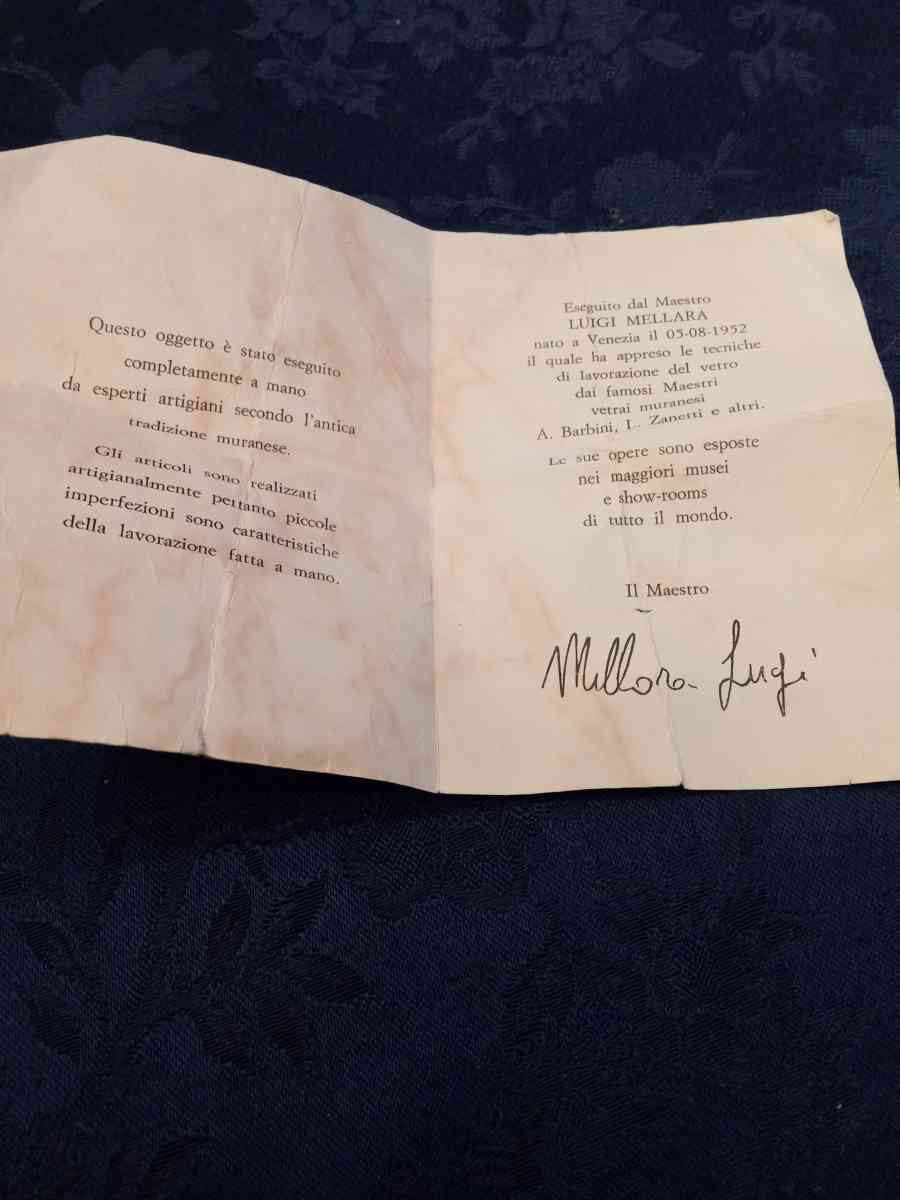 Questo oggetto è stato eseguito
completamente a mano
da esperti artigiani secondo l'antica
tradizione muranese.
Gli articoli sono realizzati
artigianalmente pertanto piccole
imperfezioni sono caratteristiche
della lavorazione fatta a mano.
Eseguito dal Maestro
LUIGI MELLARA
nato a Venezia il 05-08-1952
il quale ha appreso le tecniche
di lavorazione del vetro
dai famosi Maestri
vetrai muranesi
A. Barbini, L. Zanetti e altri.
Le sue opere sono esposte
nei maggiori musei
e show-rooms
di tutto il mondo.
Il Maestro
Mellara Luigi